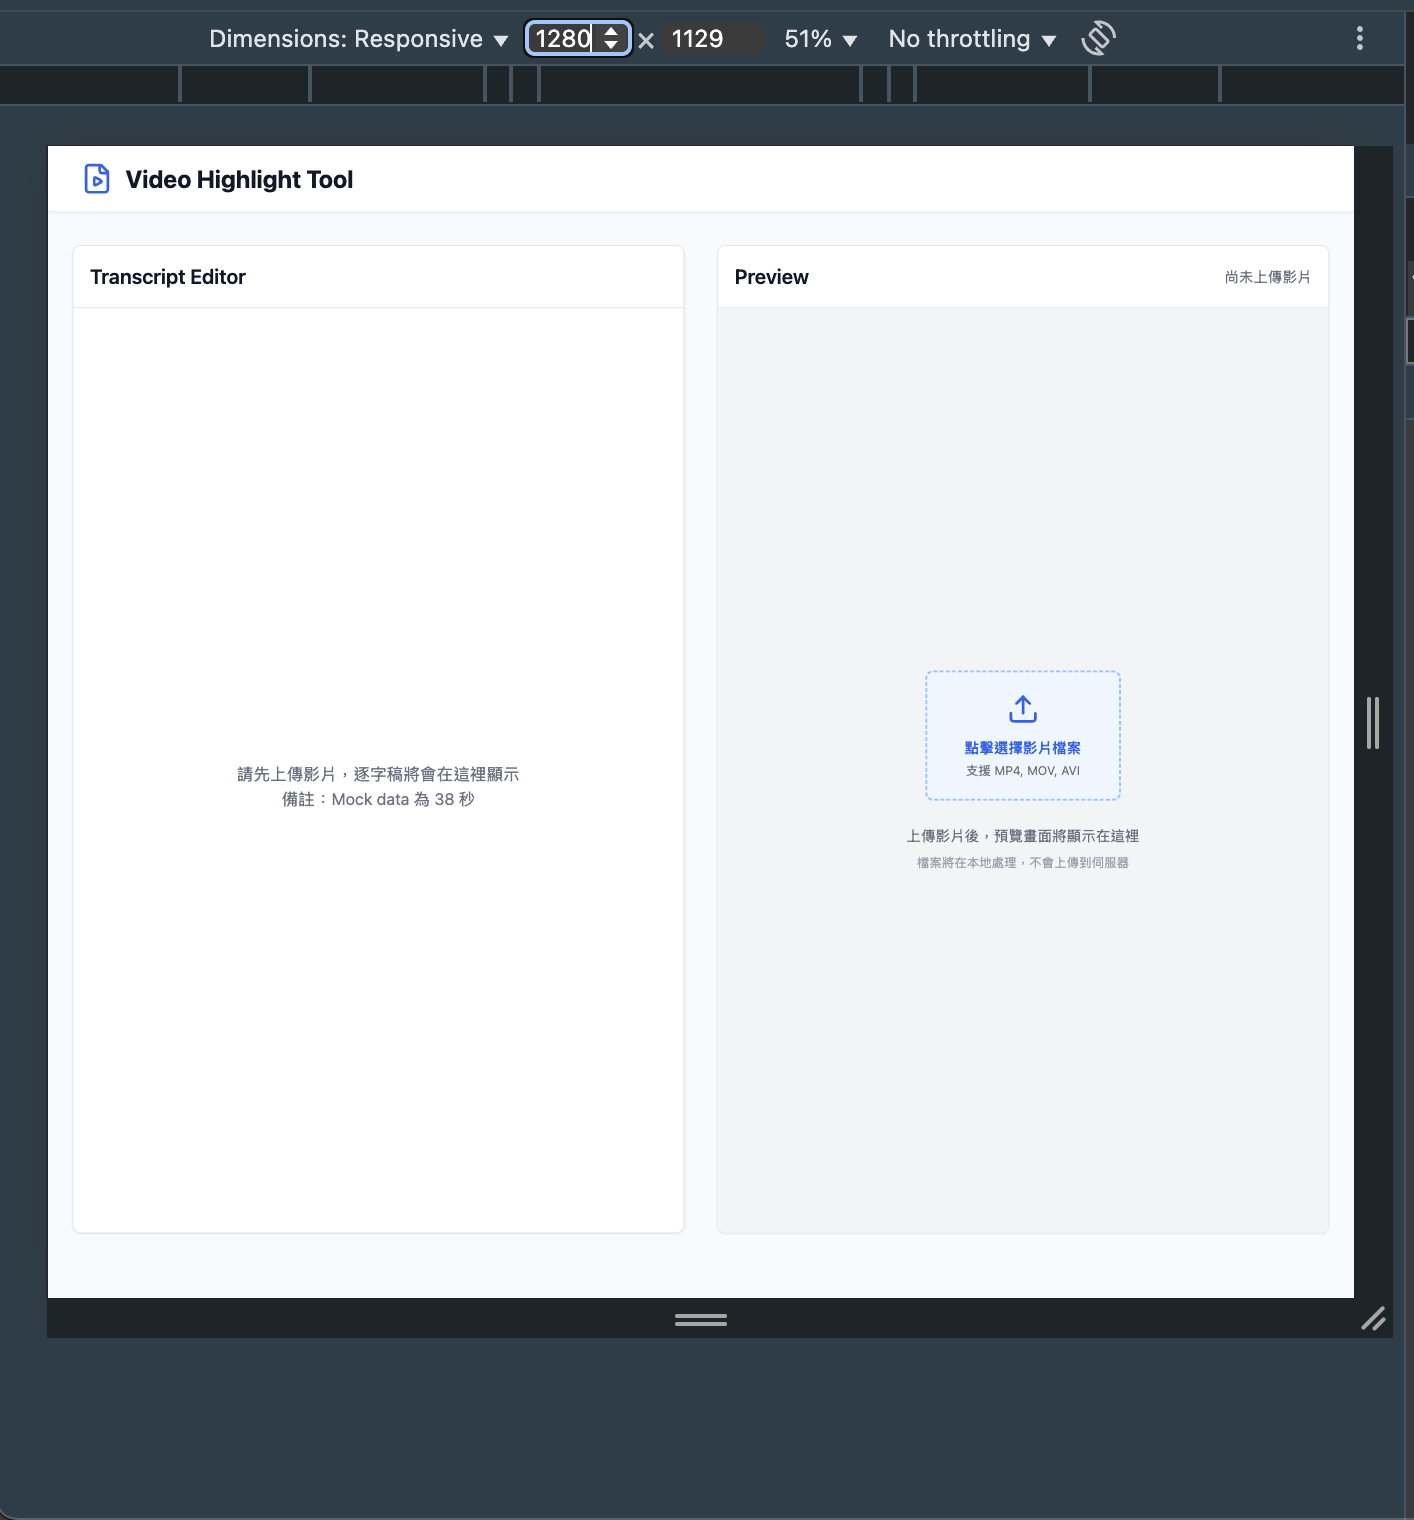 Dimensions: Responsive 1280 × 1129 51% No throttling
Video Highlight Tool
Transcript Editor
請先上傳影片，逐字稿將會在這裡顯示
備註：Mock data 為 38 秒
Preview
尚未上傳影片
點擊選擇影片檔案
支援 MP4, MOV, AVI
上傳影片後，預覽畫面將顯示在這裡
檔案將在本地處理，不會上傳到伺服器